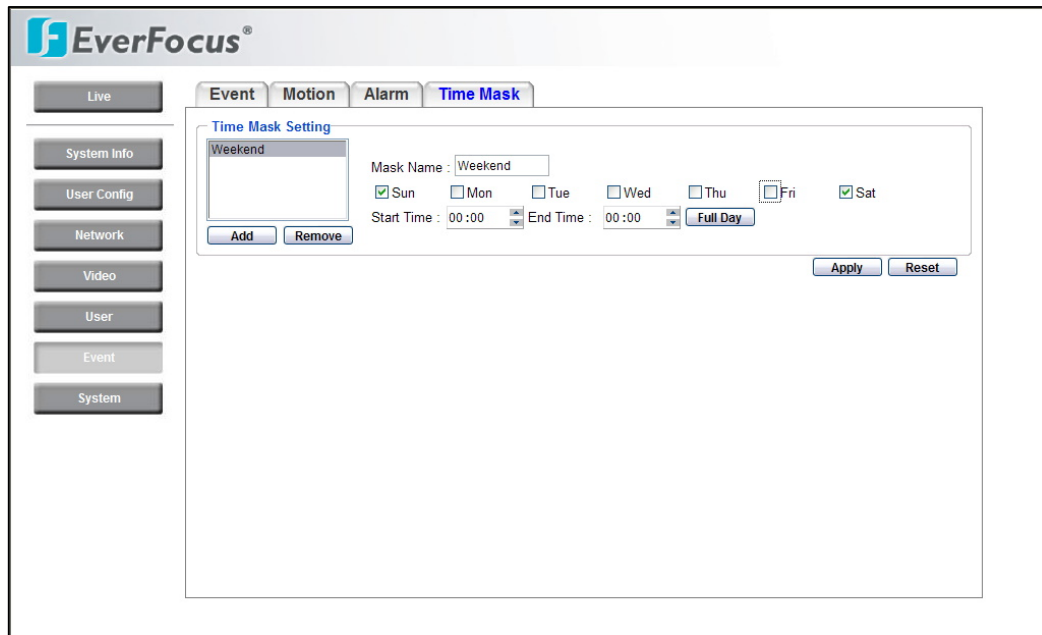 EverFocus®
Live
System Info
User Config
Network
Video
User
Event
System
Event Motion Alarm Time Mask
Time Mask Setting
Weekend
Add Remove
Mask Name : Weekend
Sun Mon Tue Wed Thu Fri Sat
Start Time : 00:00 End Time : 00:00 Full Day
Apply Reset